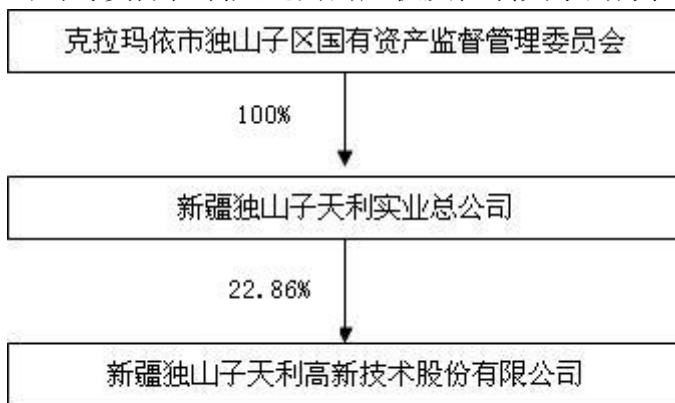 克拉玛依市独山子区国有资产监督管理委员会
100%
新疆独山子天利实业总公司
22.86%
新疆独山子天利高新技术股份有限公司